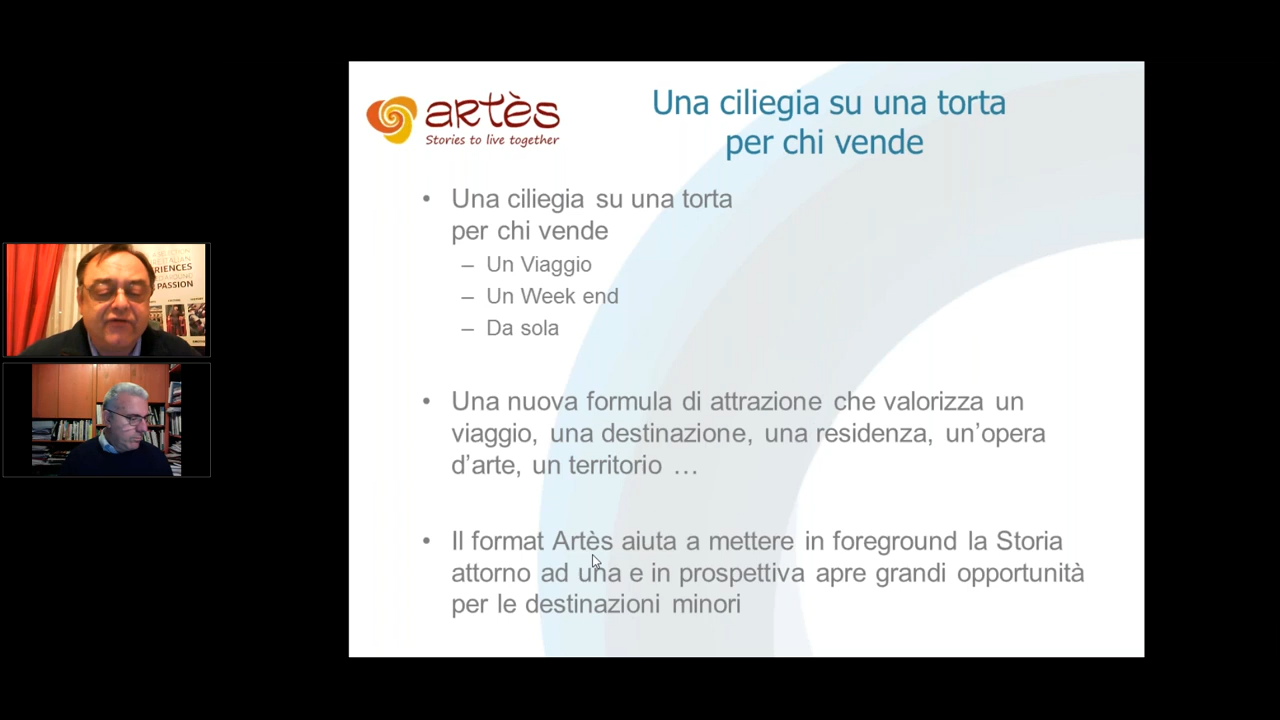 artès
Stories to live together
Una ciliegia su una torta
per chi vende
• Una ciliegia su una torta
per chi vende
– Un Viaggio
– Un Week end
– Da sola
• Una nuova formula di attrazione che valorizza un
viaggio, una destinazione, una residenza, un’opera
d’arte, un territorio …
• Il format Artès aiuta a mettere in foreground la Storia
attorno ad una e in prospettiva apre grandi opportunità
per le destinazioni minori
PASSION